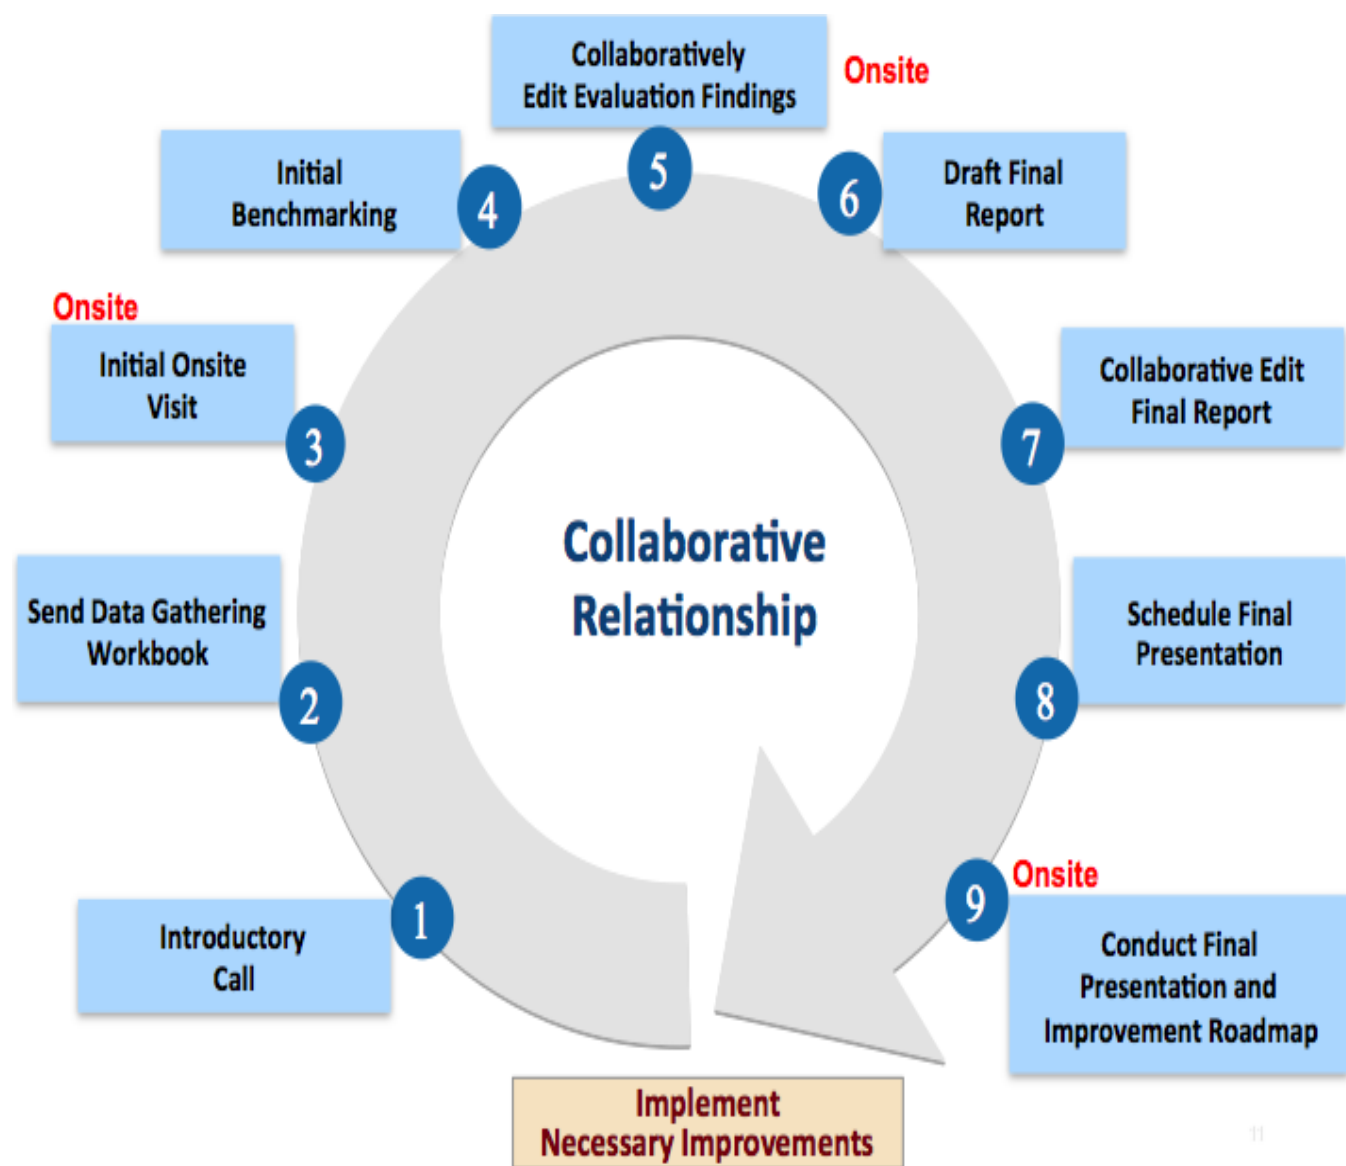 Collaboratively
Edit Evaluation Findings
Onsite
5
Initial
Benchmarking
4
6
Draft Final
Report
Onsite
Initial Onsite
Visit
3
Collaborative Edit
Final Report
7
Collaborative
Relationship
Send Data Gathering
Workbook
2
Schedule Final
Presentation
8
Introductory
Call
1
9
Onsite
Conduct Final
Presentation and
Improvement Roadmap
Implement
Necessary Improvements
11